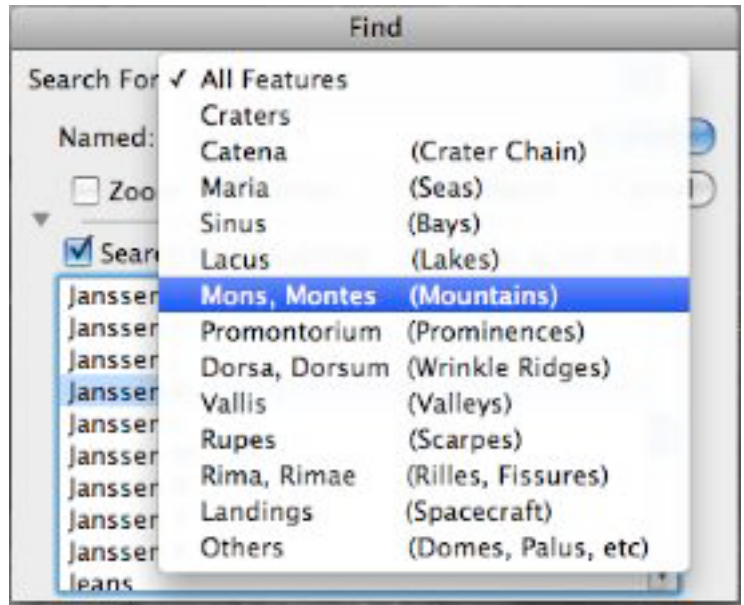 Find
Search For ✓ All Features
Craters
Named:
Catena (Crater Chain)
Zoo Maria (Seas)
Sinus (Bays)
Sear
Lacus (Lakes)
Janssen Mons, Montes (Mountains)
Janssen Promontorium (Prominences)
Janssen Dorsa, Dorsum (Wrinkle Ridges)
Janssen Vallis (Valleys)
Janssen Rupes (Scarpes)
Janssen Rima, Rimae (Rilles, Fissures)
Janssen Landings (Spacecraft)
Janssen Others (Domes, Palus, etc)
Janssen
Jeans